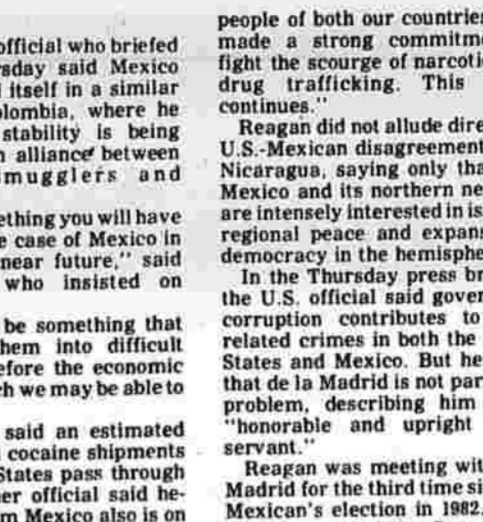 official who briefed
rsday said Mexico
itself in a similar
olombia, where he
stability is being
n alliance between
mugglers and
ething you will have
e case of Mexico in
near future," said
who insisted on
be something that
hem into difficult
efore the economic
ch we may be able to
said an estimated
cocaine shipments
States pass through
er official said he-
m Mexico also is on
people of both our countries
made a strong commitme
fight the scourge of narcoti
drug trafficking. This
continues."
Reagan did not allude dire
U.S.-Mexican disagreement
Nicaragua, saying only tha
Mexico and its northern ne
are intensely interested in is
regional peace and expans
democracy in the hemisphe
In the Thursday press br
the U.S. official said gover
corruption contributes to
related crimes in both the
States and Mexico. But he
that de la Madrid is not par
problem, describing him
"honorable and upright
servant."
Reagan was meeting wit
Madrid for the third time si
Mexican's election in 1982.